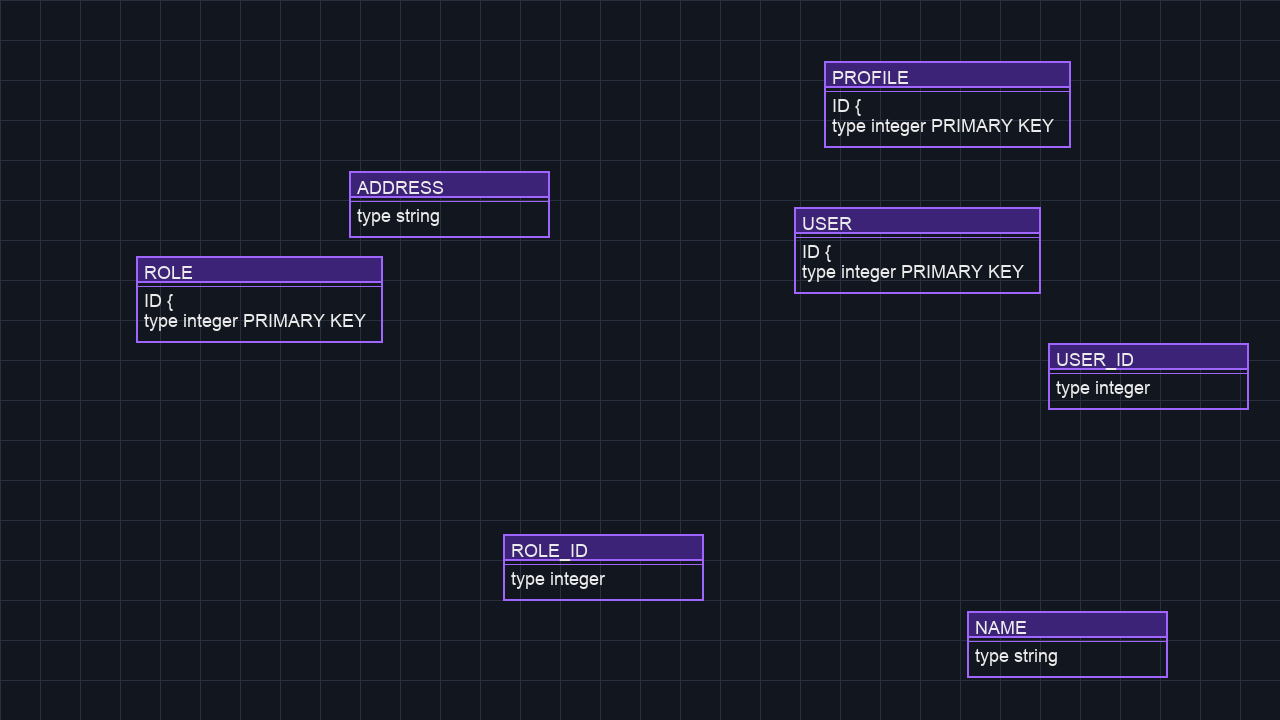 PROFILE
ID {
type integer PRIMARY KEY
ADDRESS
type string
USER
ID {
type integer PRIMARY KEY
ROLE
ID {
type integer PRIMARY KEY
USER_ID
type integer
ROLE_ID
type integer
NAME
type string